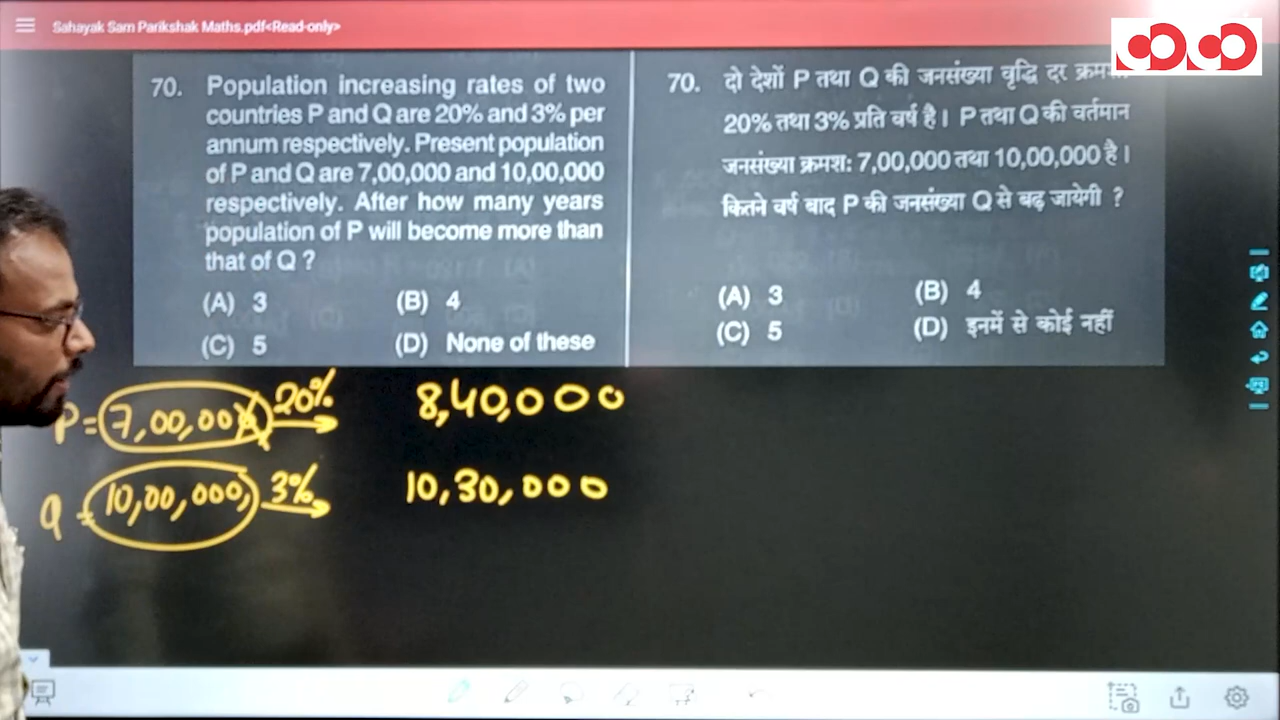 Sahayak Sam Parikshak Maths.pdf<Read-only>
70. Population increasing rates of two
countries P and Q are 20% and 3% per
annum respectively. Present population
of P and Q are 7,00,000 and 10,00,000
respectively. After how many years
population of P will become more than
that of Q ?
(A) 3 (B) 4
(C) 5 (D) None of these
70. दो देशों P तथा Q की जनसंख्या वृद्धि दर
20% तथा 3% प्रति वर्ष है। P तथा Q की वर्तमान
जनसंख्या क्रमश: 7,00,000 तथा 10,00,000 है।
कितने वर्ष बाद P की जनसंख्या Q से बढ़ जायेगी ?
(A) 3 (B) 4
(C) 5 (D) इनमें से कोई नहीं
P = 7,00,000 20% 8,40,000
Q = 10,00,000, 3% 10,30,000